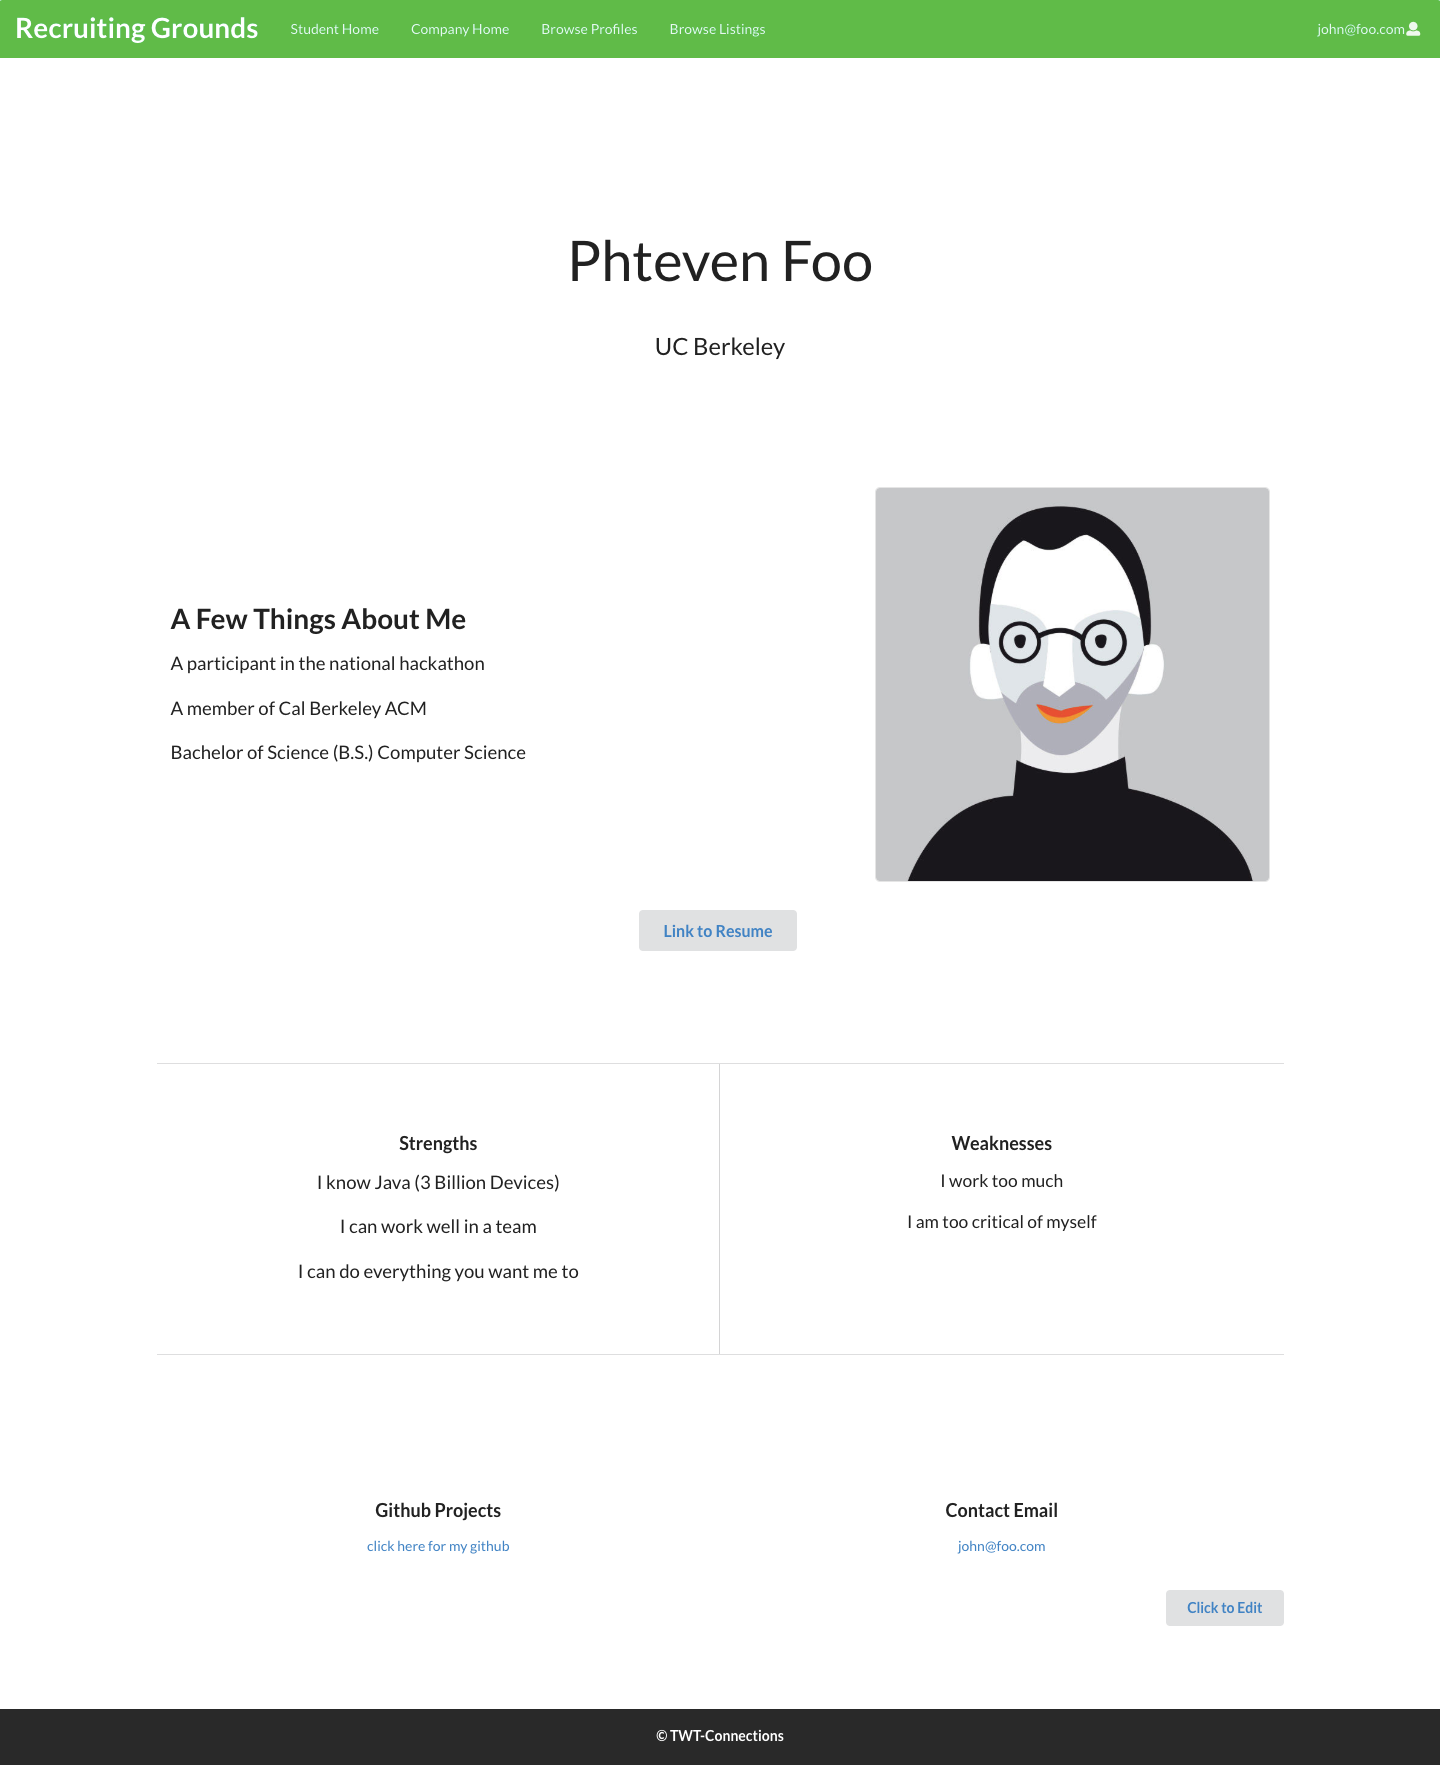 Recruiting Grounds Student Home Company Home Browse Profiles Browse Listings john@foo.com
Phteven Foo
UC Berkeley
A Few Things About Me
A participant in the national hackathon
A member of Cal Berkeley ACM
Bachelor of Science (B.S.) Computer Science
Link to Resume
Strengths
I know Java (3 Billion Devices)
I can work well in a team
I can do everything you want me to
Weaknesses
I work too much
I am too critical of myself
Github Projects
click here for my github
Contact Email
john@foo.com
Click to Edit
© TWT-Connections